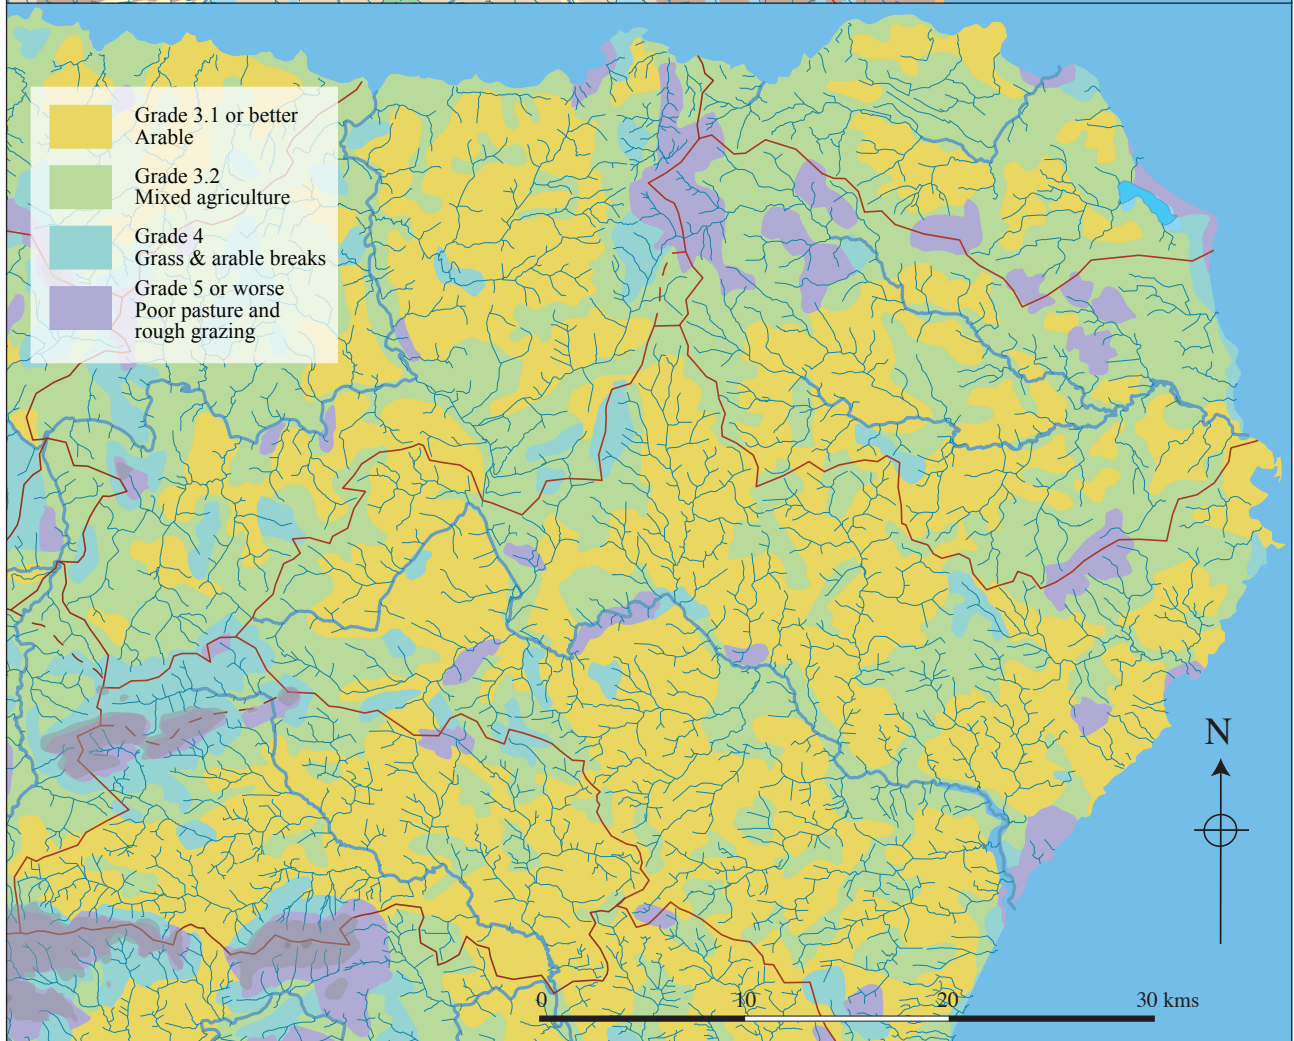 Grade 3.1 or better
Arable
Grade 3.2
Mixed agriculture
Grade 4
Grass & arable breaks
Grade 5 or worse
Poor pasture and
rough grazing
N
0 10 20 30 kms